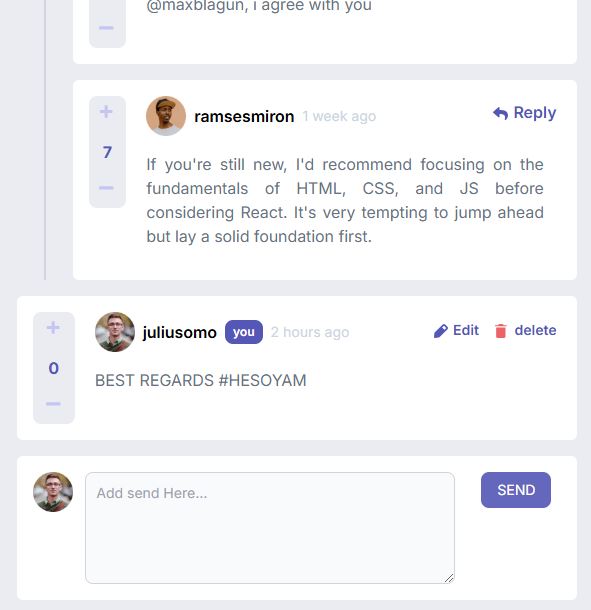 @maxblagun, i agree with you
ramsesmiron 1 week ago Reply
7
If you're still new, I'd recommend focusing on the
fundamentals of HTML, CSS, and JS before
considering React. It's very tempting to jump ahead
but lay a solid foundation first.
juliusomo you 2 hours ago Edit delete
0
BEST REGARDS #HESOYAM
Add send Here...
SEND